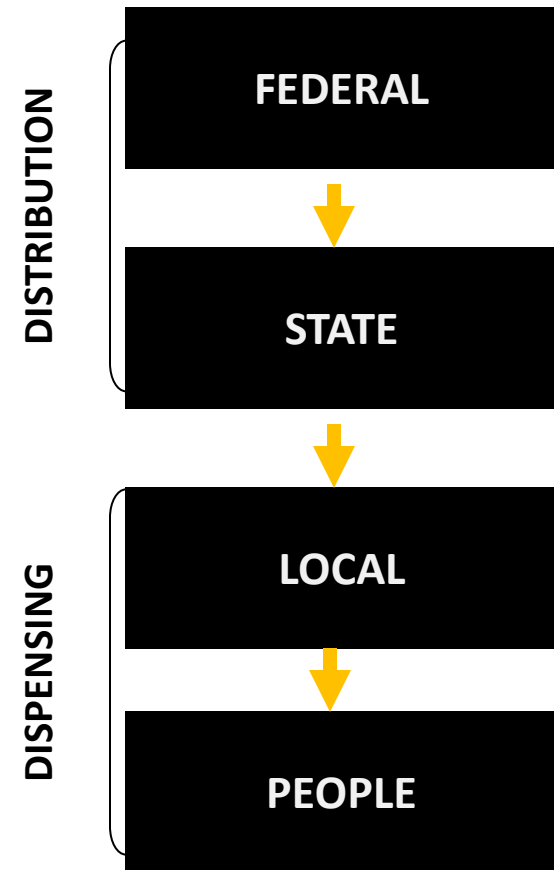 DISTRIBUTION
FEDERAL
STATE
DISPENSING
LOCAL
PEOPLE